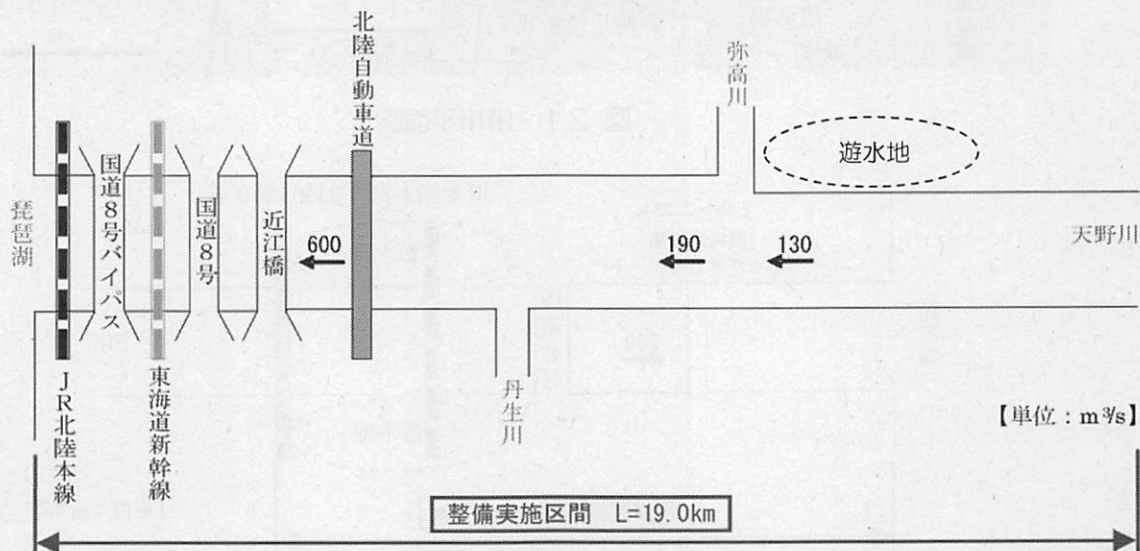 北陸自動車道
弥高川
遊水地
国道8号バイパス
国道8号
近江橋
琵琶湖
600
190
130
天野川
JR北陸本線
東海道新幹線
丹生川
【単位：m³/s】
整備実施区間 L=19.0km